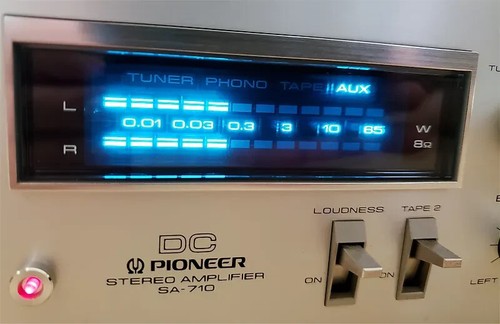 TUNER PHONO TAPE AUX
L
0.01 0.03 0.3 3 10 65 W
R 8Ω
LOUDNESS TAPE 2
DC
PIONEER
STEREO AMPLIFIER
SA-710
ON ON
LEFT